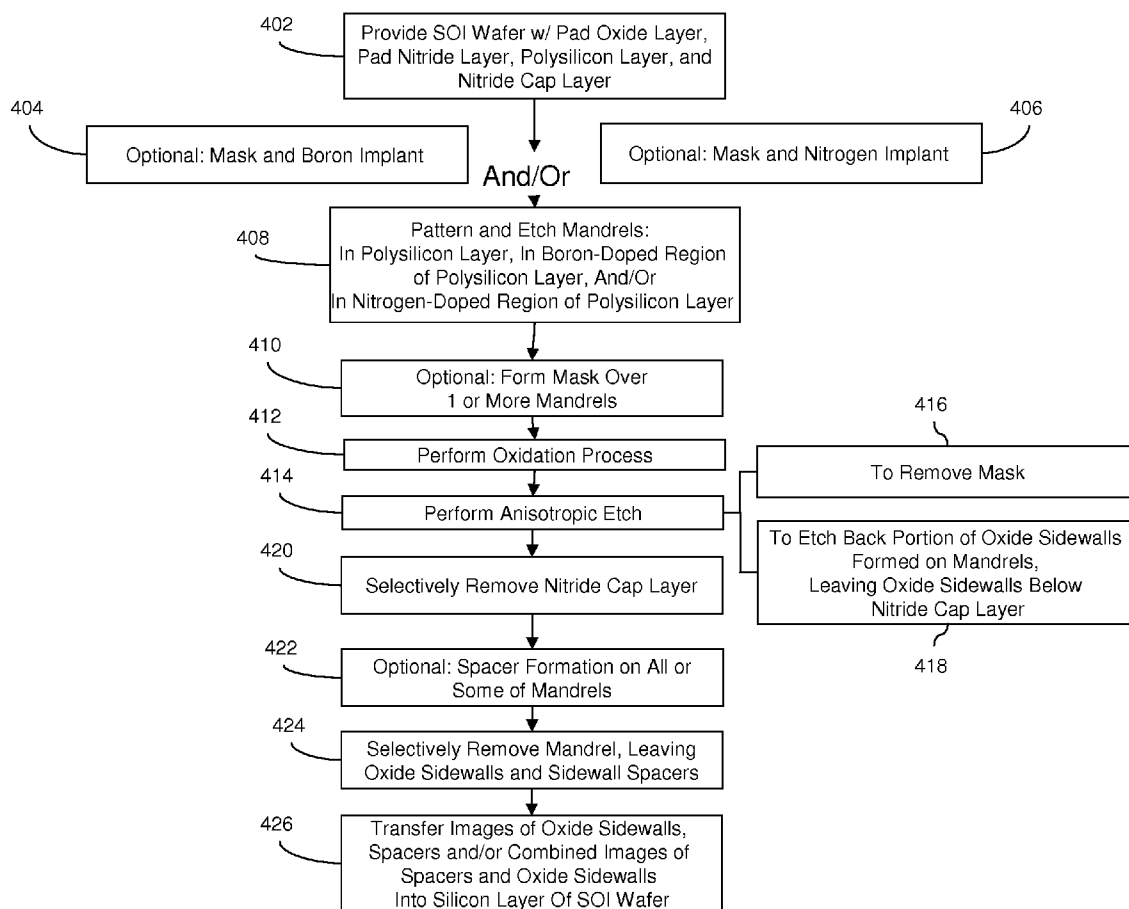 402
Provide SOI Wafer w/ Pad Oxide Layer,
Pad Nitride Layer, Polysilicon Layer, and
Nitride Cap Layer
404
Optional: Mask and Boron Implant
406
Optional: Mask and Nitrogen Implant
And/Or
408
Pattern and Etch Mandrels:
In Polysilicon Layer, In Boron-Doped Region
of Polysilicon Layer, And/Or
In Nitrogen-Doped Region of Polysilicon Layer
410
Optional: Form Mask Over
1 or More Mandrels
412
Perform Oxidation Process
414
Perform Anisotropic Etch
416
To Remove Mask
To Etch Back Portion of Oxide Sidewalls
Formed on Mandrels,
Leaving Oxide Sidewalls Below
Nitride Cap Layer
418
420
Selectively Remove Nitride Cap Layer
422
Optional: Spacer Formation on All or
Some of Mandrels
424
Selectively Remove Mandrel, Leaving
Oxide Sidewalls and Sidewall Spacers
426
Transfer Images of Oxide Sidewalls,
Spacers and/or Combined Images of
Spacers and Oxide Sidewalls
Into Silicon Layer Of SOI Wafer